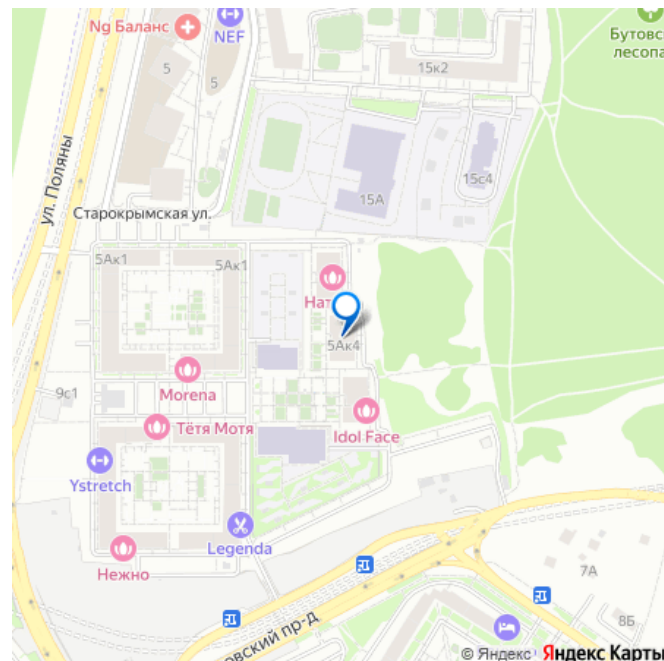 Ng Баланс
NEF
5
5
15к2
Бутовс
лесопа
ул. Поляны
15А
15с4
Старокрымская ул.
5Ак1
5Ак1
Нат
5Ак4
9с1
Morena
Тётя Мотя
Idol Face
Ystretch
Legenda
Нежно
7А
8Б
овский пр-д
© Яндекс Яндекс Карты